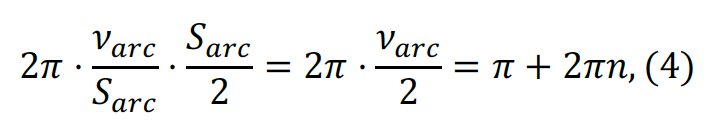 2π · ν_arc/S_arc · S_arc/2 = 2π · ν_arc/2 = π + 2πn, (4)